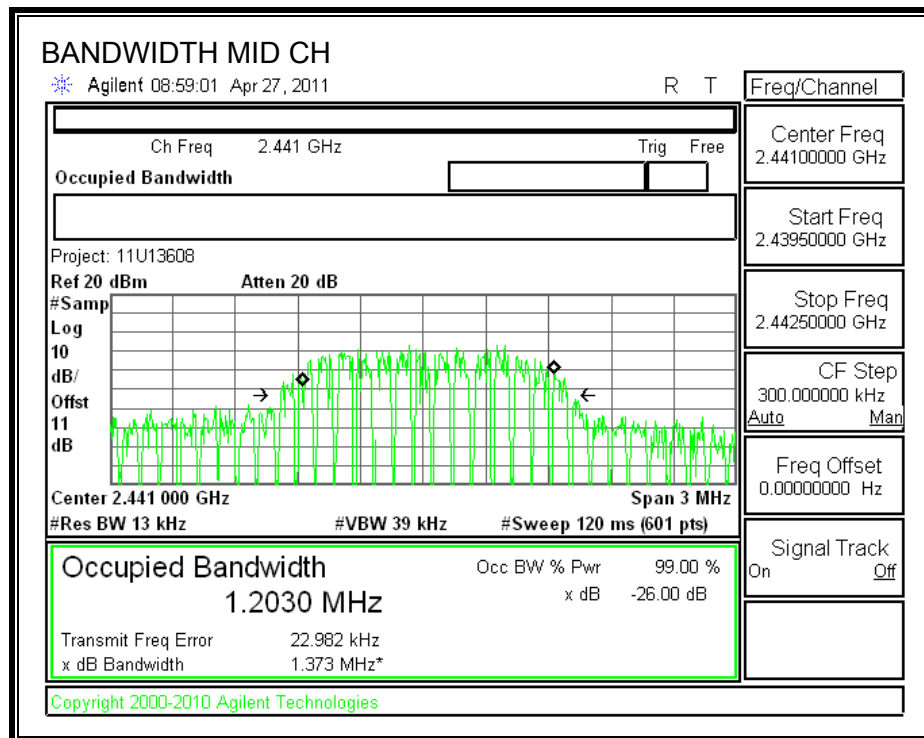 BANDWIDTH MID CH
Agilent 08:59:01 Apr 27, 2011 R T
Freq/Channel
Ch Freq 2.441 GHz Trig Free
Occupied Bandwidth
Center Freq
2.44100000 GHz
Start Freq
2.43950000 GHz
Stop Freq
2.44250000 GHz
CF Step
300.000000 kHz
Auto Man
Freq Offset
0.00000000 Hz
Signal Track
On Off
Project: 11U13608
Ref 20 dBm Atten 20 dB
#Samp
Log
10
dB/
Offst
11
dB
Center 2.441 000 GHz Span 3 MHz
#Res BW 13 kHz #VBW 39 kHz #Sweep 120 ms (601 pts)
Occupied Bandwidth Occ BW % Pwr 99.00 %
1.2030 MHz x dB -26.00 dB
Transmit Freq Error 22.982 kHz
x dB Bandwidth 1.373 MHz*
Copyright 2000-2010 Agilent Technologies